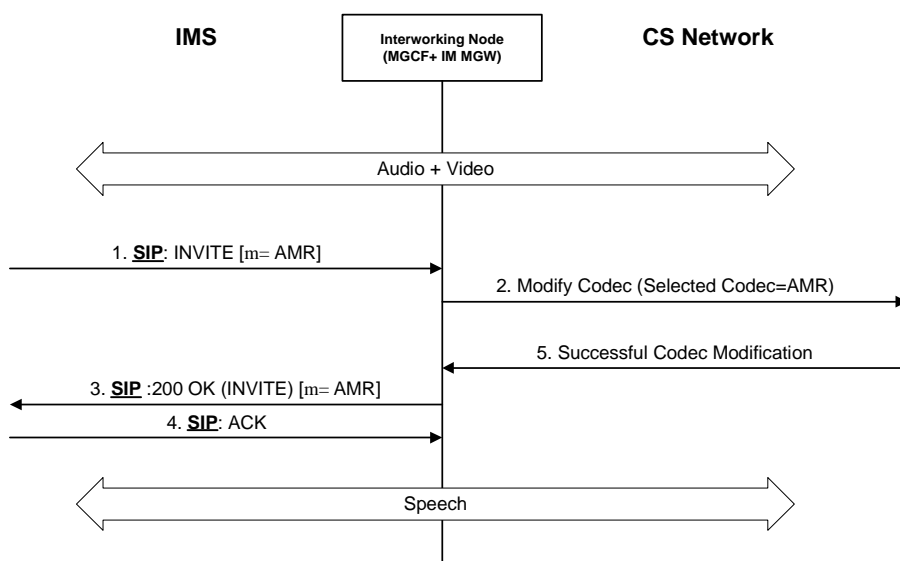 IMS
Interworking Node
(MGCF+ IM MGW)
CS Network
Audio + Video
1. SIP: INVITE [m= AMR]
2. Modify Codec (Selected Codec=AMR)
5. Successful Codec Modification
3. SIP :200 OK (INVITE) [m= AMR]
4. SIP: ACK
Speech